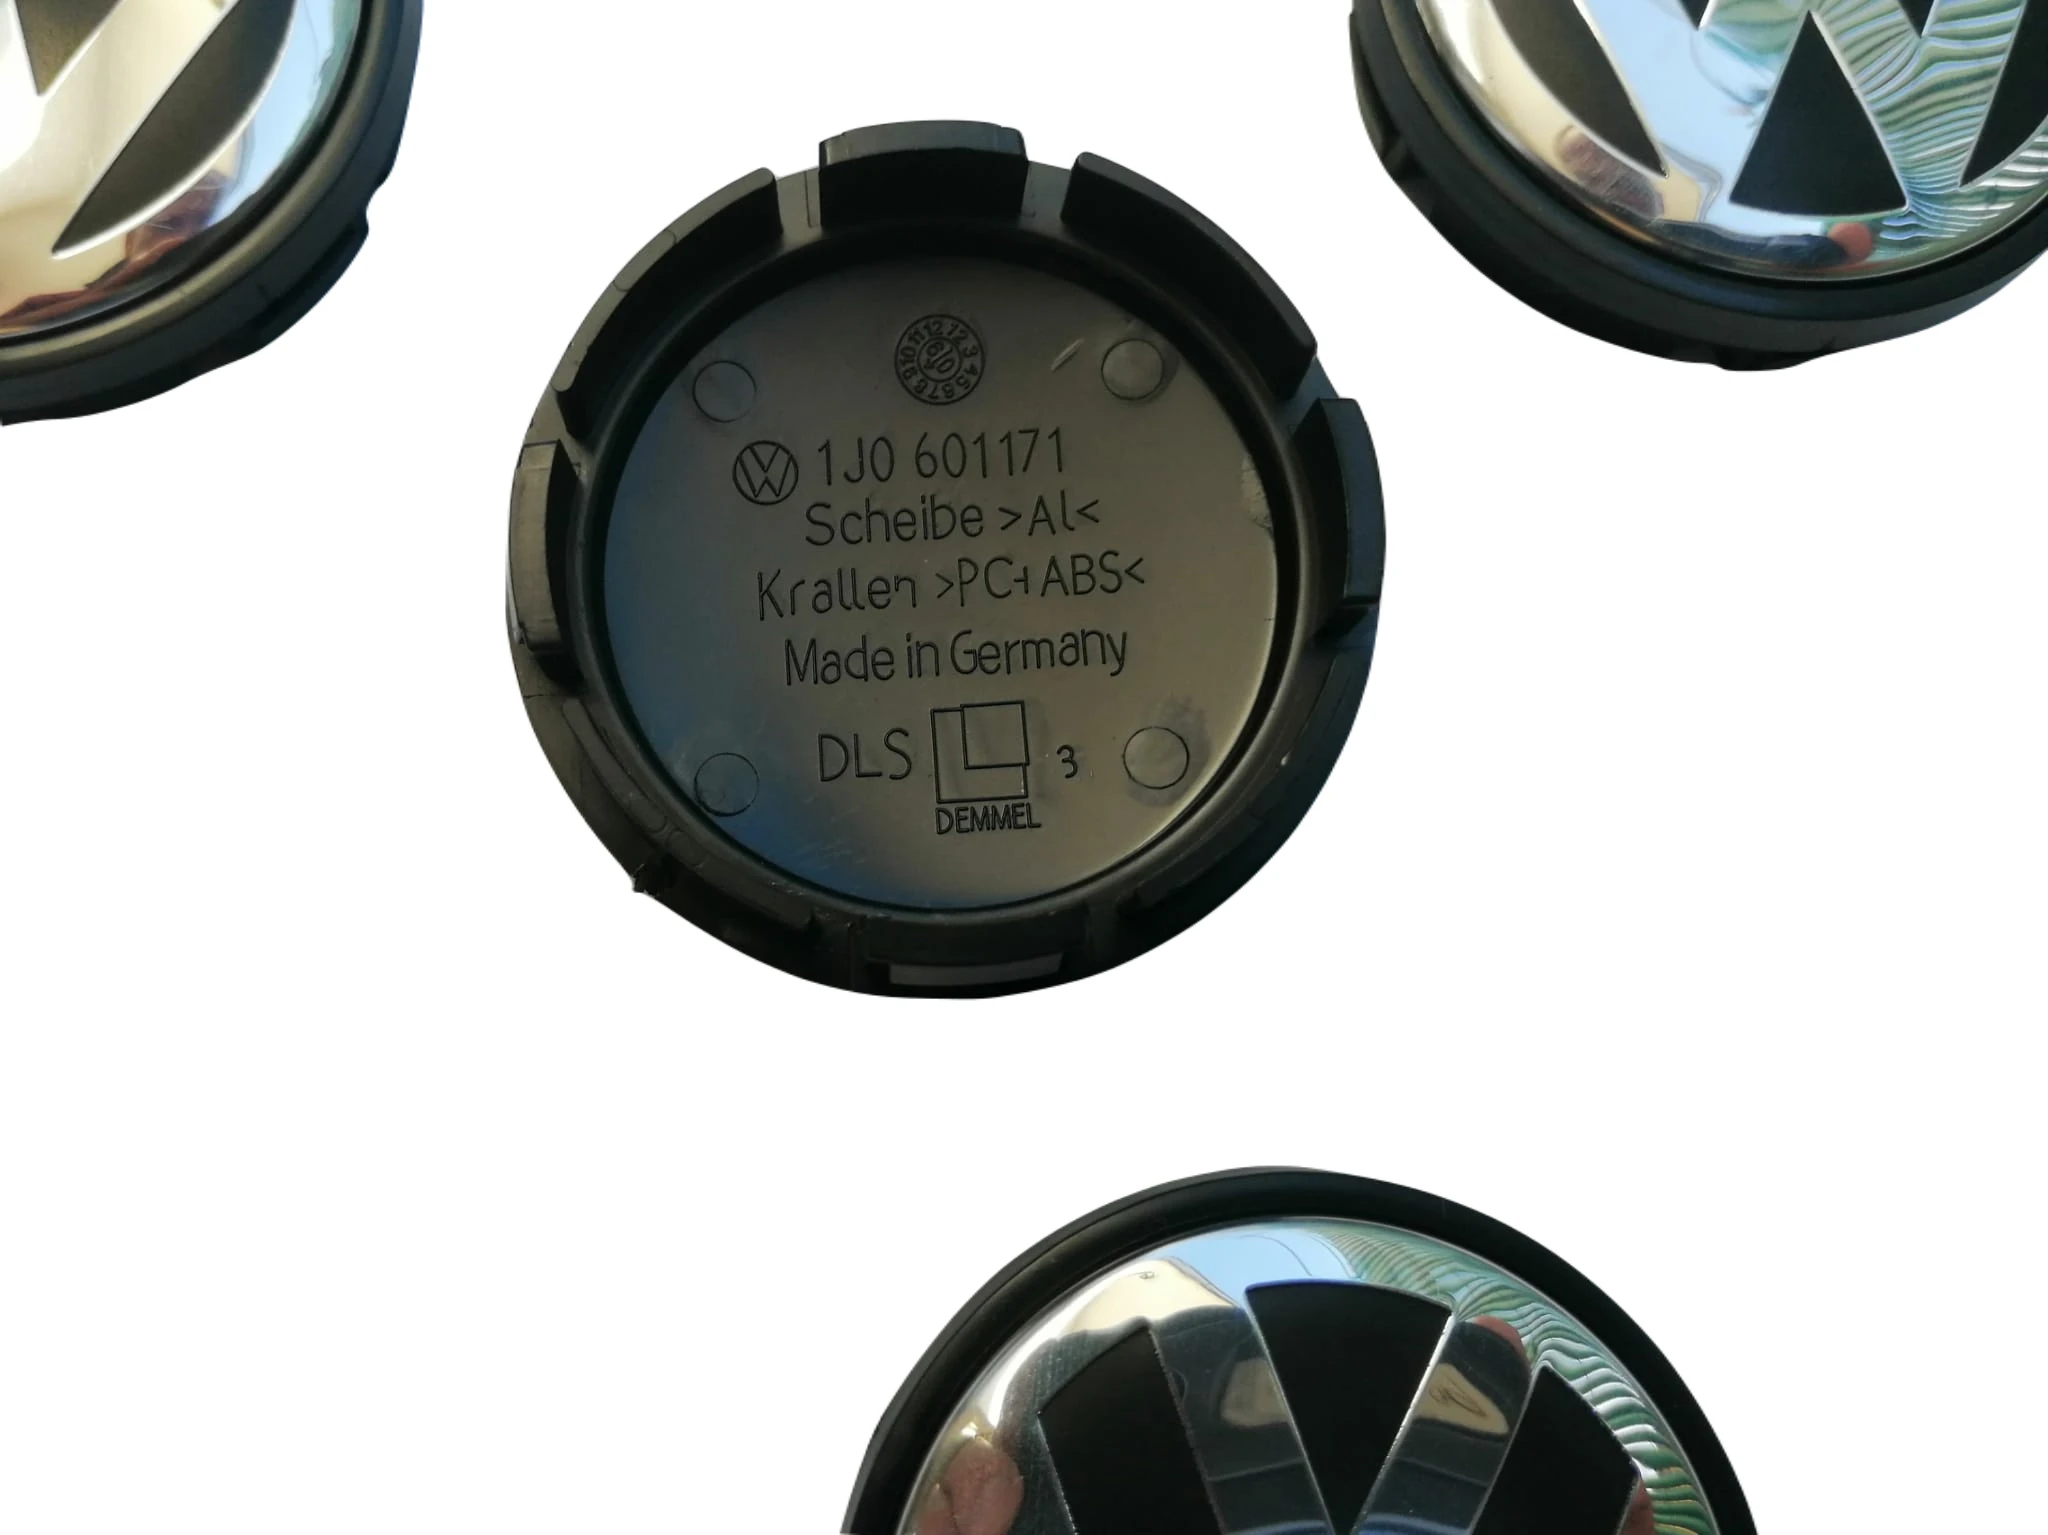 1J0 601171
Scheibe >AL<
Krallen >PC+ABS<
Made in Germany
DLS 3
DEMMEL